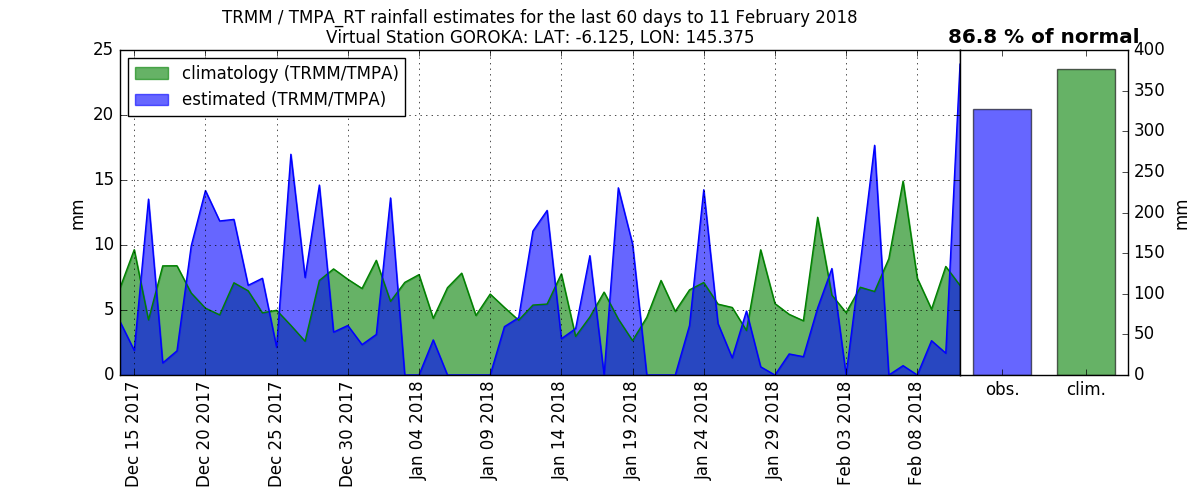 TRMM / TMPA_RT rainfall estimates for the last 60 days to 11 February 2018
Virtual Station GOROKA: LAT: -6.125, LON: 145.375
86.8 % of normal
climatology (TRMM/TMPA)
estimated (TRMM/TMPA)
mm
25
20
15
10
5
0
400
350
300
250
200
150
100
50
0
mm
Dec 15 2017
Dec 20 2017
Dec 25 2017
Dec 30 2017
Jan 04 2018
Jan 09 2018
Jan 14 2018
Jan 19 2018
Jan 24 2018
Jan 29 2018
Feb 03 2018
Feb 08 2018
obs.
clim.